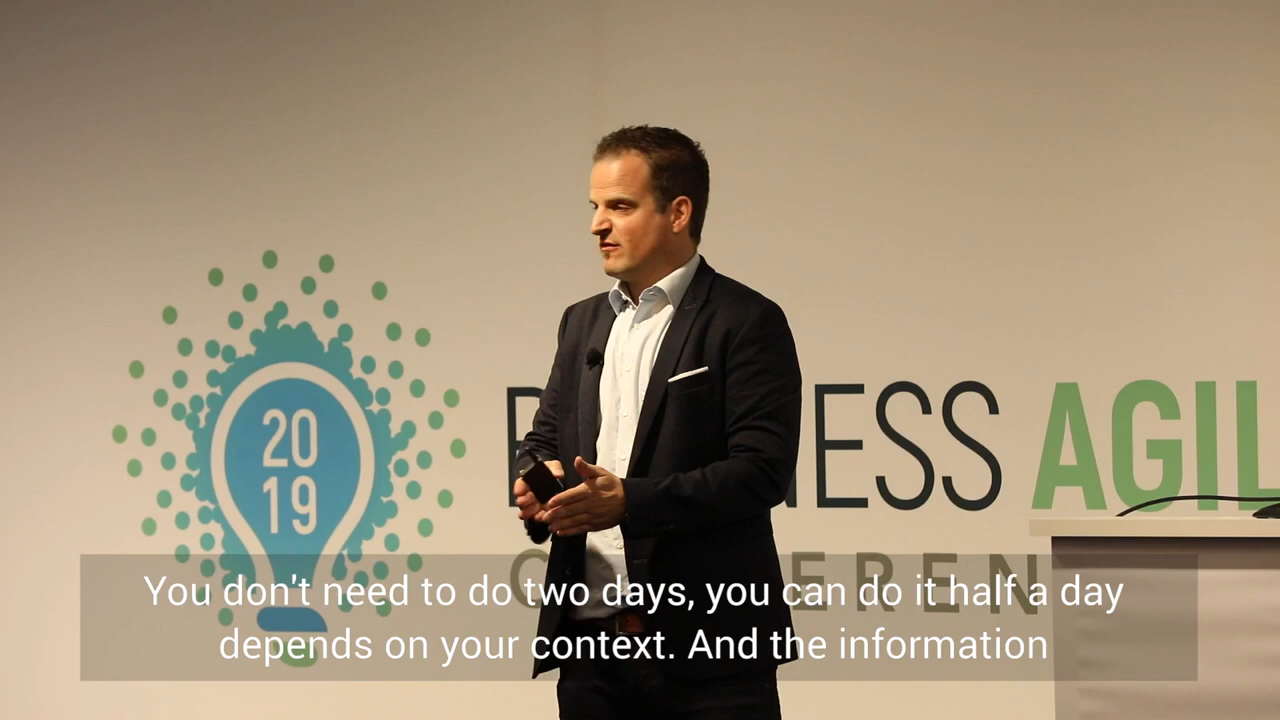 20
19
NESS AGIL
You don't need to do two days, you can do it half a day
depends on your context. And the information